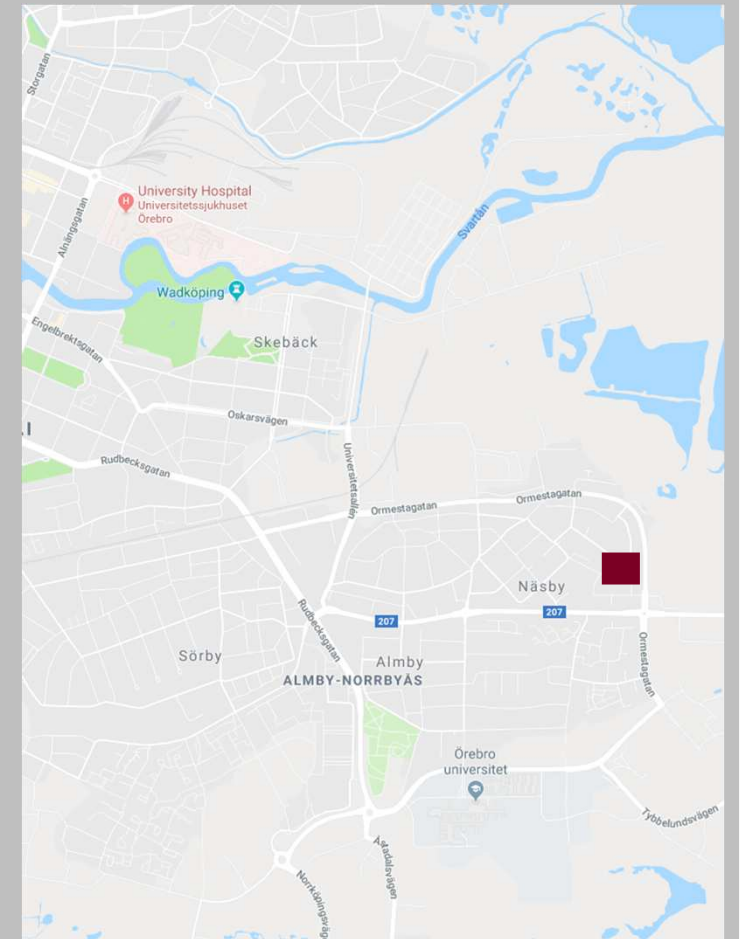 Storgatan
University Hospital
Universitetssjukhuset
Örebro
Alnängsgatan
Svartån
Wadköping
Engelbrektsgatan
Skebäck
Oskarsvägen
Rudbecksgatan
Universitetsallén
Ormestagatan
Ormestagatan
Näsby
207
207
Rudbecksgatan
Ormestagatan
Sörby
Almby
ALMBY-NORRBYÅS
Örebro
universitet
Tybbelundsvägen
Norrköpingsväg